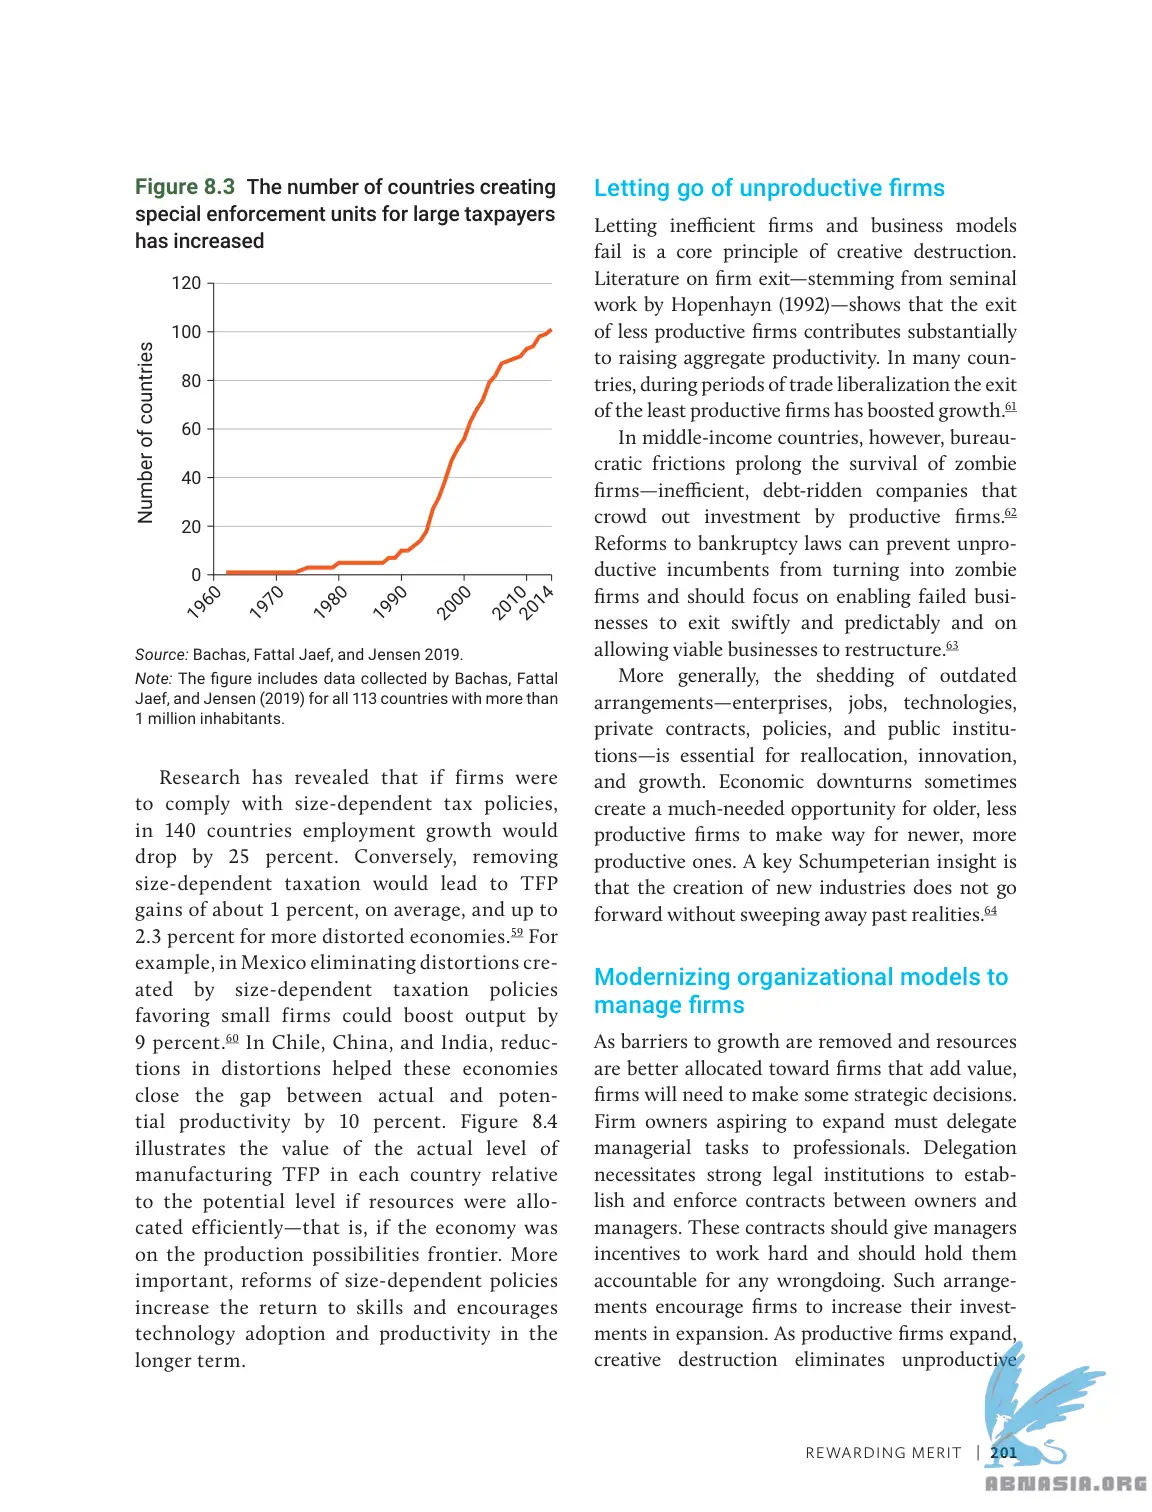 Figure 8.3 The number of countries creating
special enforcement units for large taxpayers
has increased
Number of countries
120
100
80
60
40
20
0
1960
1970
1980
1990
2000
2010
2014
Source: Bachas, Fattal Jaef, and Jensen 2019.
Note: The figure includes data collected by Bachas, Fattal
Jaef, and Jensen (2019) for all 113 countries with more than
1 million inhabitants.
Research has revealed that if firms were
to comply with size-dependent tax policies,
in 140 countries employment growth would
drop by 25 percent. Conversely, removing
size-dependent taxation would lead to TFP
gains of about 1 percent, on average, and up to
2.3 percent for more distorted economies.59 For
example, in Mexico eliminating distortions cre-
ated by size-dependent taxation policies
favoring small firms could boost output by
9 percent.60 In Chile, China, and India, reduc-
tions in distortions helped these economies
close the gap between actual and poten-
tial productivity by 10 percent. Figure 8.4
illustrates the value of the actual level of
manufacturing TFP in each country relative
to the potential level if resources were allo-
cated efficiently—that is, if the economy was
on the production possibilities frontier. More
important, reforms of size-dependent policies
increase the return to skills and encourages
technology adoption and productivity in the
longer term.
Letting go of unproductive firms
Letting inefficient firms and business models
fail is a core principle of creative destruction.
Literature on firm exit—stemming from seminal
work by Hopenhayn (1992)—shows that the exit
of less productive firms contributes substantially
to raising aggregate productivity. In many coun-
tries, during periods of trade liberalization the exit
of the least productive firms has boosted growth.61
In middle-income countries, however, bureau-
cratic frictions prolong the survival of zombie
firms—inefficient, debt-ridden companies that
crowd out investment by productive firms.62
Reforms to bankruptcy laws can prevent unpro-
ductive incumbents from turning into zombie
firms and should focus on enabling failed busi-
nesses to exit swiftly and predictably and on
allowing viable businesses to restructure.63
More generally, the shedding of outdated
arrangements—enterprises, jobs, technologies,
private contracts, policies, and public institu-
tions—is essential for reallocation, innovation,
and growth. Economic downturns sometimes
create a much-needed opportunity for older, less
productive firms to make way for newer, more
productive ones. A key Schumpeterian insight is
that the creation of new industries does not go
forward without sweeping away past realities.64
Modernizing organizational models to
manage firms
As barriers to growth are removed and resources
are better allocated toward firms that add value,
firms will need to make some strategic decisions.
Firm owners aspiring to expand must delegate
managerial tasks to professionals. Delegation
necessitates strong legal institutions to estab-
lish and enforce contracts between owners and
managers. These contracts should give managers
incentives to work hard and should hold them
accountable for any wrongdoing. Such arrange-
ments encourage firms to increase their invest-
ments in expansion. As productive firms expand,
creative destruction eliminates unproductive
REWARDING MERIT | 201
ABNASIA.ORG